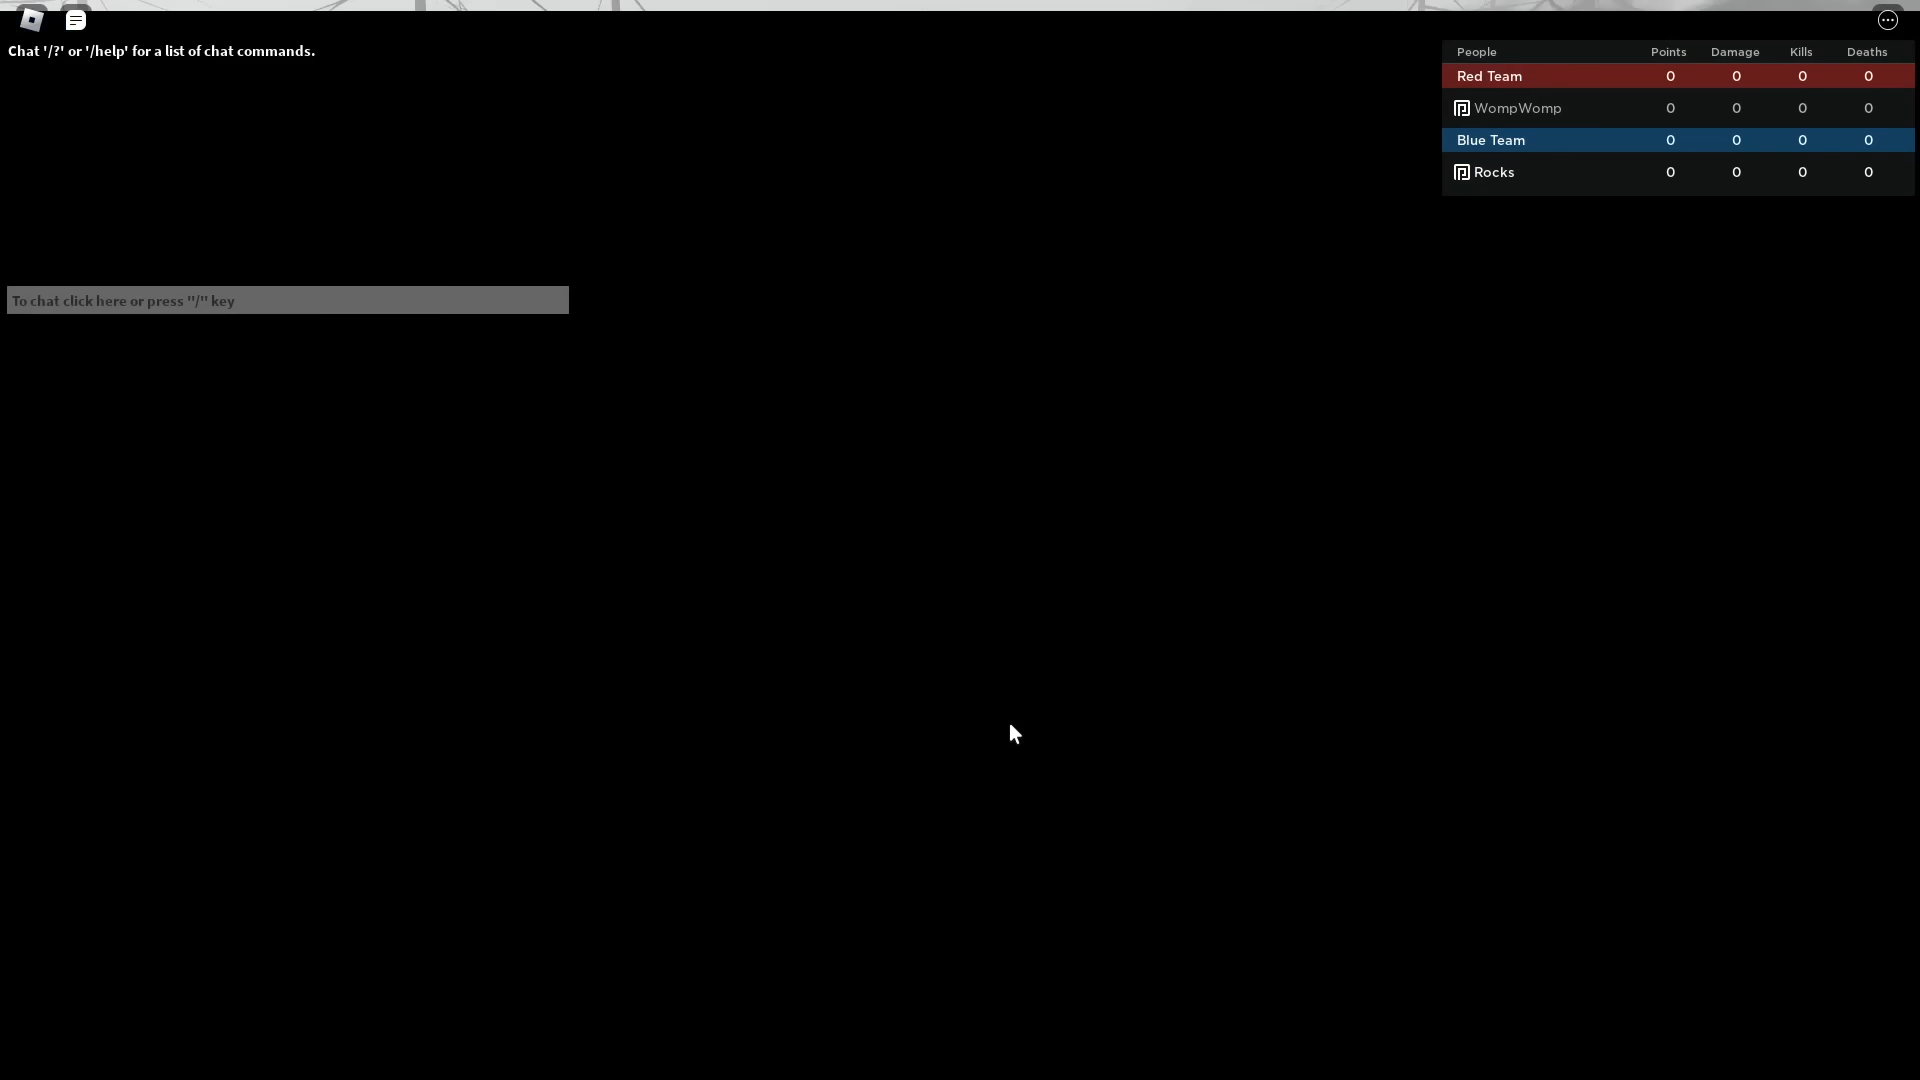 Chat '/?' or '/help' for a list of chat commands.
To chat click here or press "/" key
People Points Damage Kills Deaths
Red Team 0 0 0 0
WompWomp 0 0 0 0
Blue Team 0 0 0 0
Rocks 0 0 0 0